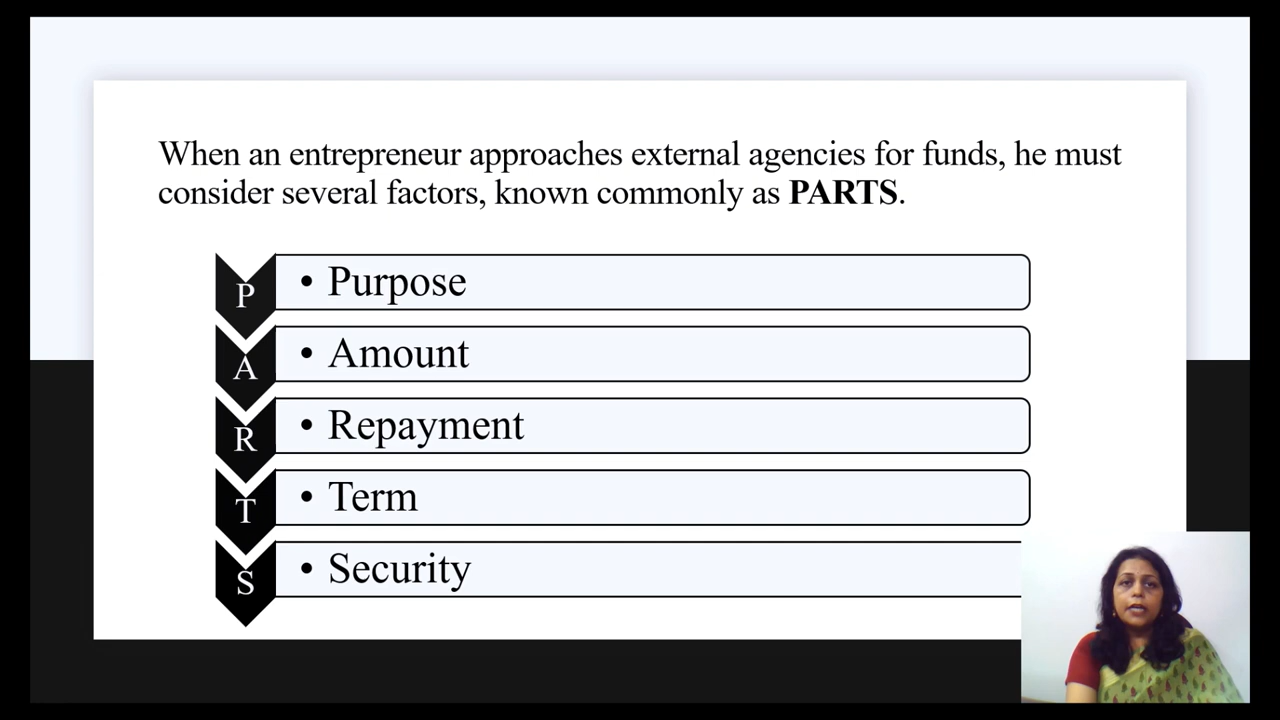 When an entrepreneur approaches external agencies for funds, he must
consider several factors, known commonly as PARTS.
P • Purpose
A • Amount
R • Repayment
T • Term
S • Security